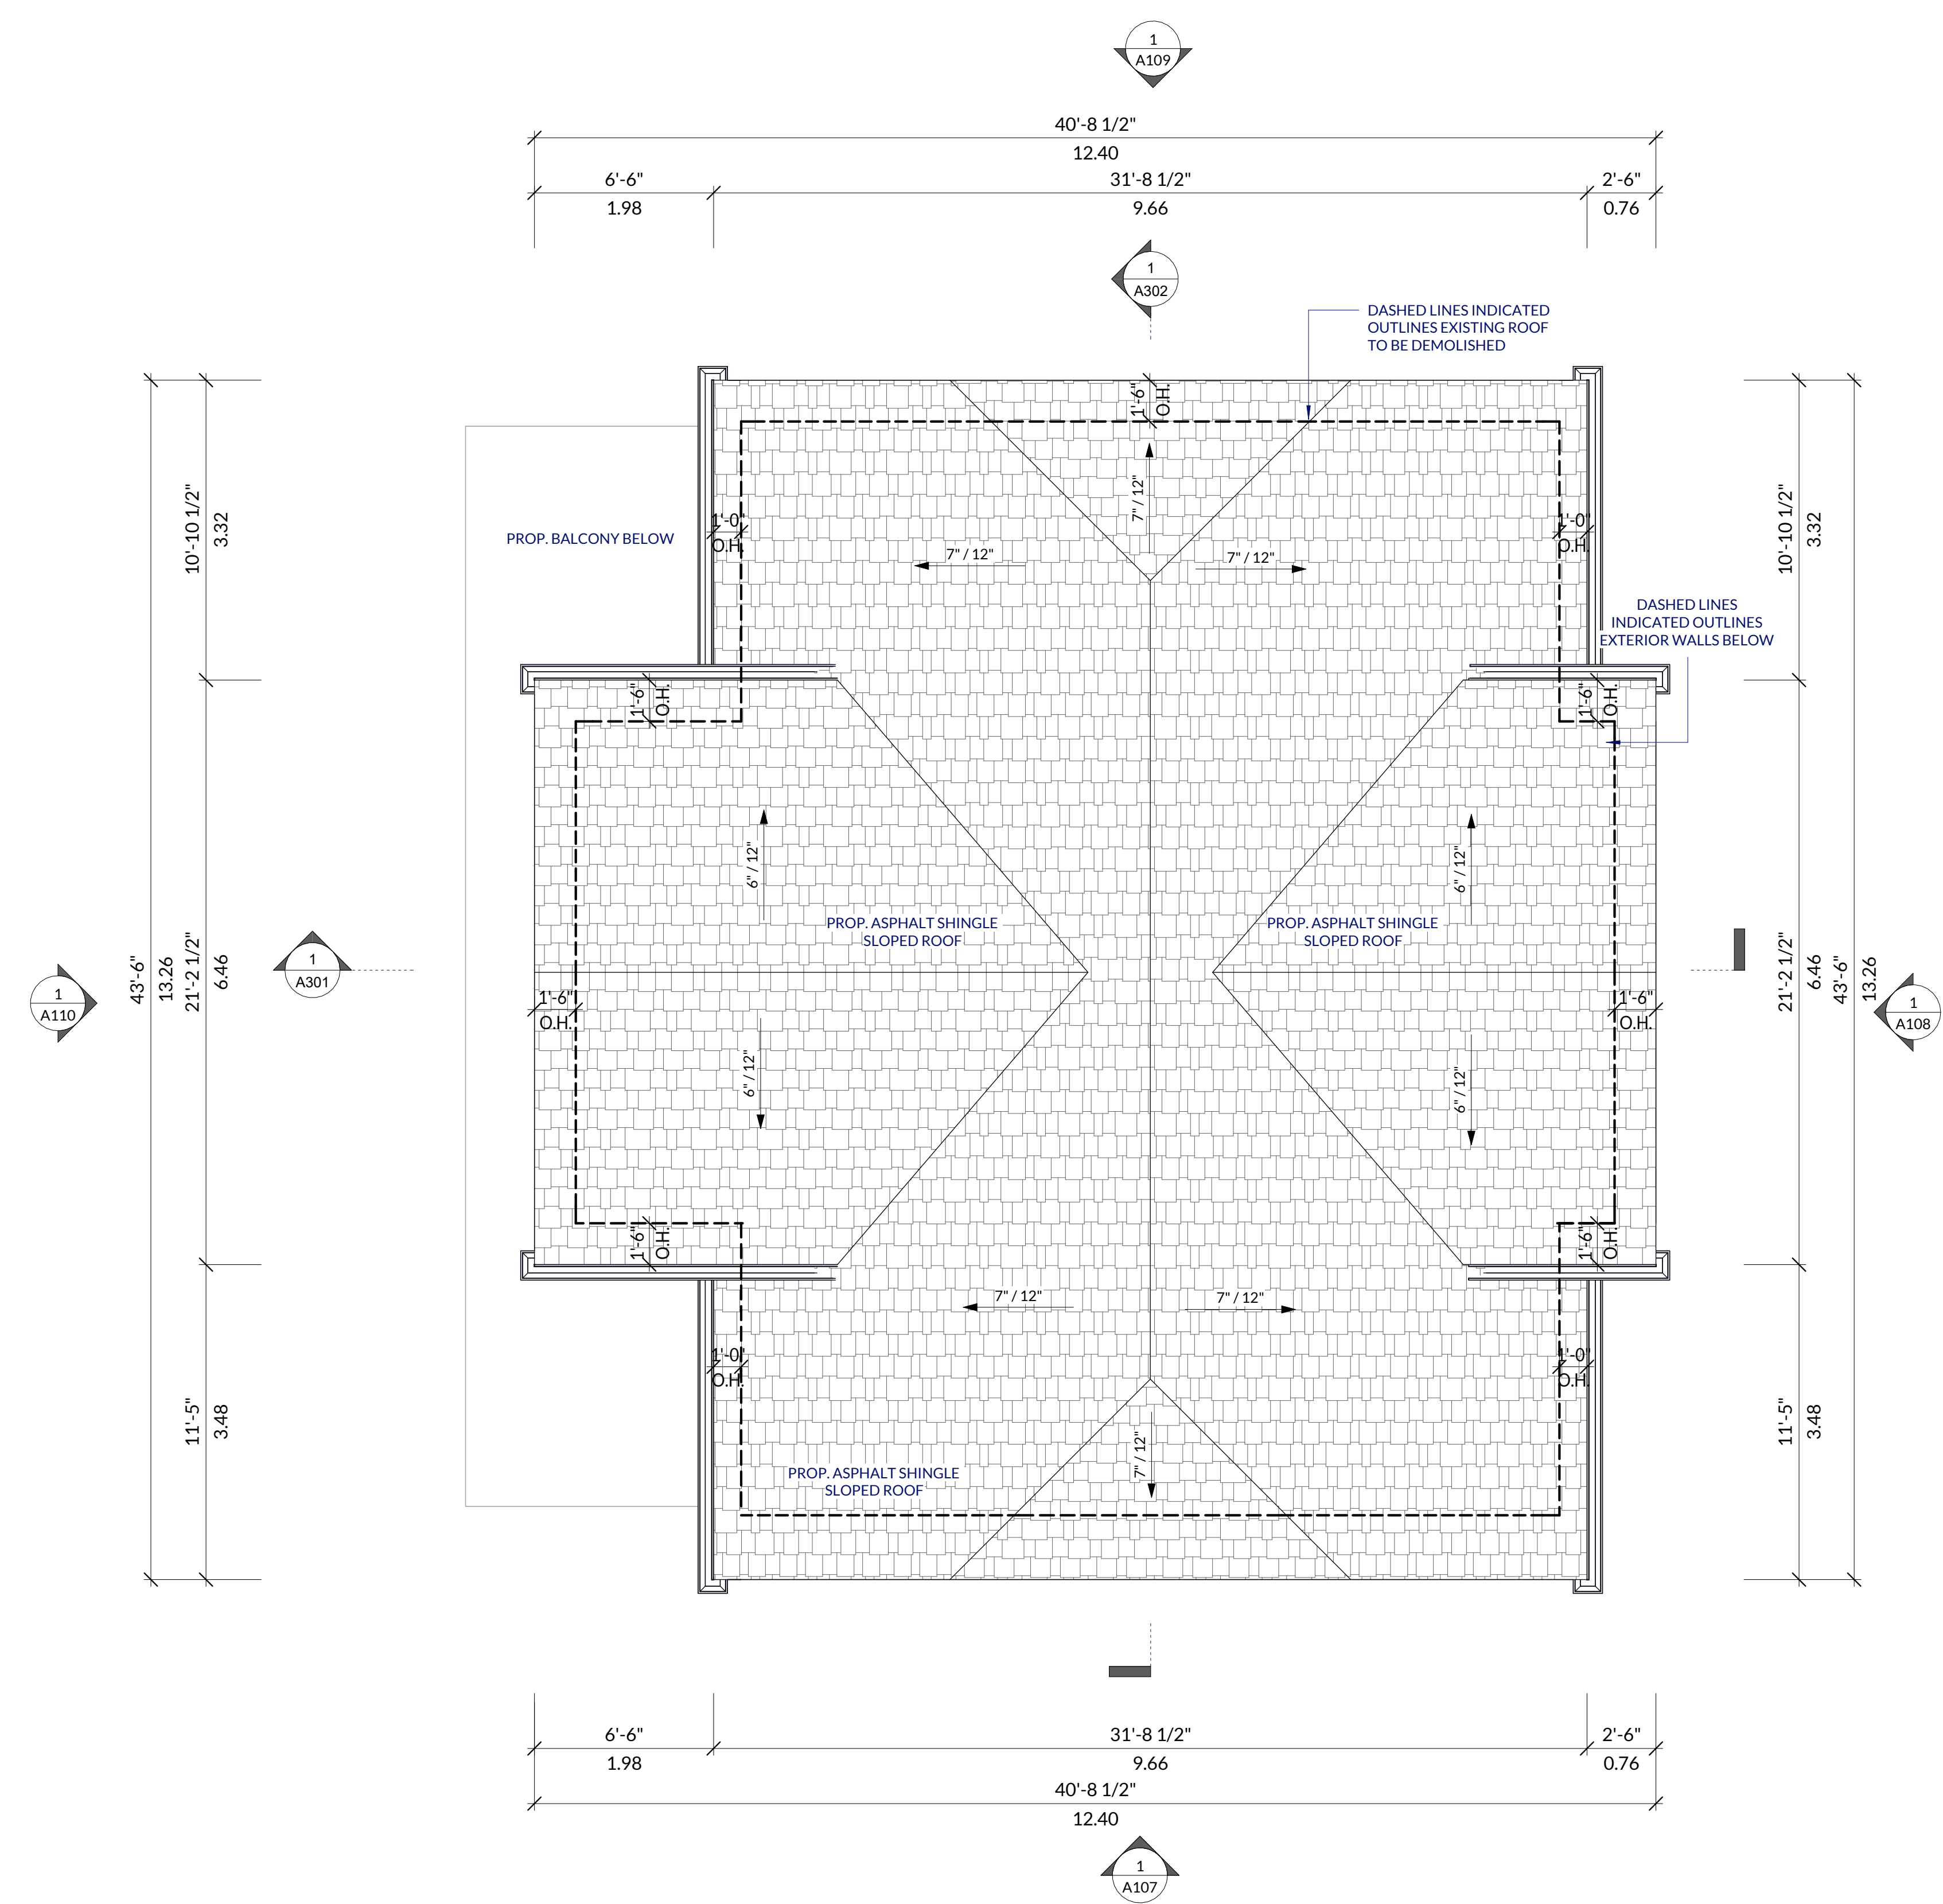 1
A109
40'-8 1/2"
12.40
6'-6"
31'-8 1/2"
2'-6"
1.98
9.66
0.76
1
A302
DASHED LINES INDICATED
OUTLINES EXISTING ROOF
TO BE DEMOLISHED
1'-6"
O.H.
10'-10 1/2"
3.32
PROP. BALCONY BELOW
1'-0"
O.H.
7" / 12"
7" / 12"
7" / 12"
1'-0"
O.H.
10'-10 1/2"
3.32
DASHED LINES
INDICATED OUTLINES
EXTERIOR WALLS BELOW
1'-6"
O.H.
1'-6"
O.H.
6" / 12"
6" / 12"
PROP. ASPHALT SHINGLE
SLOPED ROOF
PROP. ASPHALT SHINGLE
SLOPED ROOF
1
A110
43'-6"
13.26
21'-2 1/2"
6.46
1
A301
1'-6"
O.H.
1'-6"
O.H.
21'-2 1/2"
6.46
43'-6"
13.26
1
A108
6" / 12"
6" / 12"
1'-6"
O.H.
1'-6"
O.H.
7" / 12"
7" / 12"
1'-0"
O.H.
1'-0"
O.H.
11'-5"
3.48
7" / 12"
11'-5"
3.48
PROP. ASPHALT SHINGLE
SLOPED ROOF
6'-6"
31'-8 1/2"
2'-6"
1.98
9.66
0.76
40'-8 1/2"
12.40
1
A107